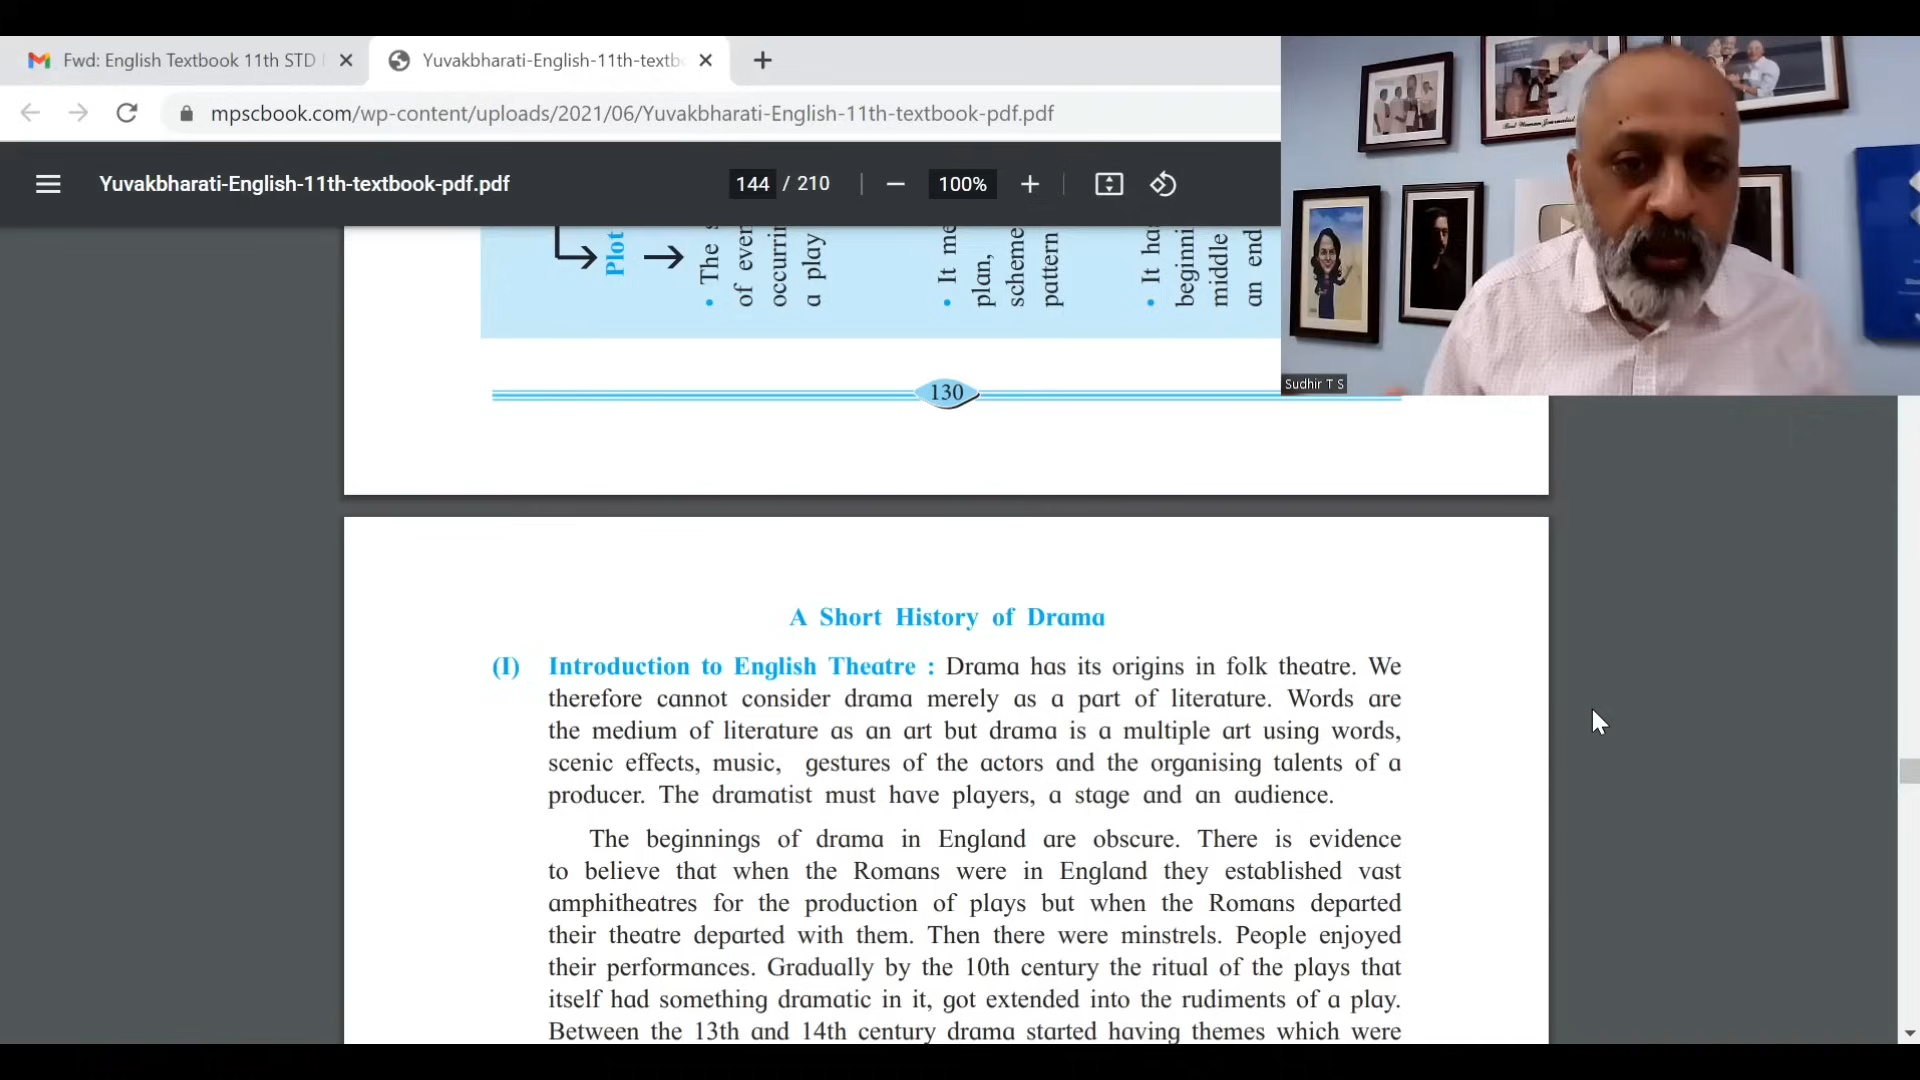 Fwd: English Textbook 11th STD
Yuvakbharati-English-11th-textb
mpscbook.com/wp-content/uploads/2021/06/Yuvakbharati-English-11th-textbook-pdf.pdf
Yuvakbharati-English-11th-textbook-pdf.pdf
144 / 210
100%
Plot
• The
of ever
occurrin
a play
• It me
plan,
scheme
pattern
• It has
beginni
middle
an end
Sudhir T S
130
A Short History of Drama
(I) Introduction to English Theatre : Drama has its origins in folk theatre. We
therefore cannot consider drama merely as a part of literature. Words are
the medium of literature as an art but drama is a multiple art using words,
scenic effects, music, gestures of the actors and the organising talents of a
producer. The dramatist must have players, a stage and an audience.
The beginnings of drama in England are obscure. There is evidence
to believe that when the Romans were in England they established vast
amphitheatres for the production of plays but when the Romans departed
their theatre departed with them. Then there were minstrels. People enjoyed
their performances. Gradually by the 10th century the ritual of the plays that
itself had something dramatic in it, got extended into the rudiments of a play.
Between the 13th and 14th century drama started having themes which were